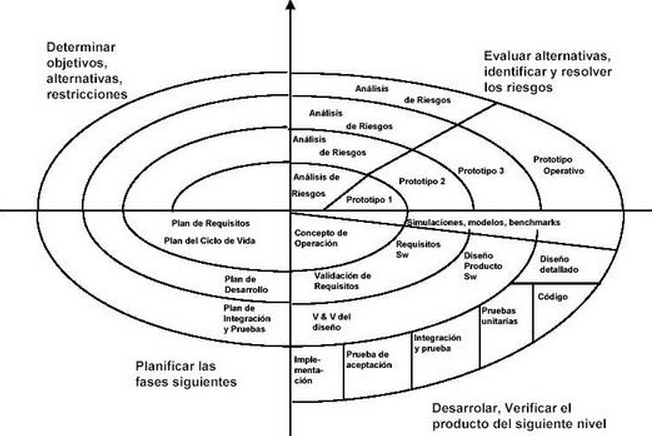 Determinar
objetivos,
alternativas,
restricciones
Evaluar alternativas,
identificar y resolver
los riesgos
Análisis
de Riesgos
Análisis
de Riesgos
Análisis
de Riesgos
Análisis de
Riesgos
Prototipo 1
Prototipo 2
Prototipo 3
Prototipo
Operativo
Simulaciones, modelos, benchmarks
Plan de Requisitos
Plan del Ciclo de Vida
Concepto de
Operación
Requisitos
Sw
Diseño
Producto
Sw
Diseño
detallado
Plan de
Desarrollo
Validación de
Requisitos
Código
Plan de
Integración
y Pruebas
V & V del
diseño
Pruebas
unitarias
Integración
y prueba
Prueba de
aceptación
Imple-
menta-
ción
Planificar las
fases siguientes
Desarrolar, Verificar el
producto del siguiente nivel